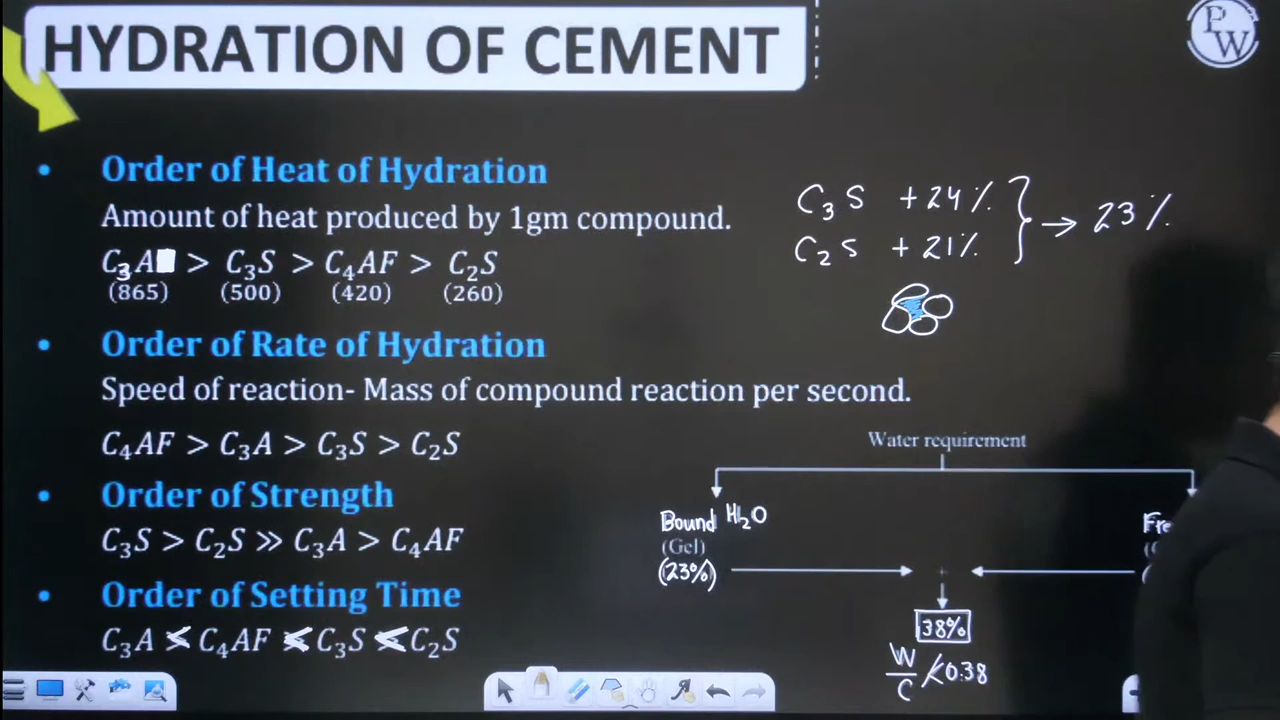 HYDRATION OF CEMENT
PW
• Order of Heat of Hydration
Amount of heat produced by 1gm compound.
C₃A > C₃S > C₄AF > C₂S
(865) (500) (420) (260)
C₃S + 24%
C₂S + 21%
} → 23%
• Order of Rate of Hydration
Speed of reaction- Mass of compound reaction per second.
C₄AF > C₃A > C₃S > C₂S
• Order of Strength
C₃S > C₂S >> C₃A > C₄AF
• Order of Setting Time
C₃A < C₄AF < C₃S < C₂S
Water requirement
Bound H₂O
(Gel)
(23%)
Fre
+
38%
W/C ≮ 0.38